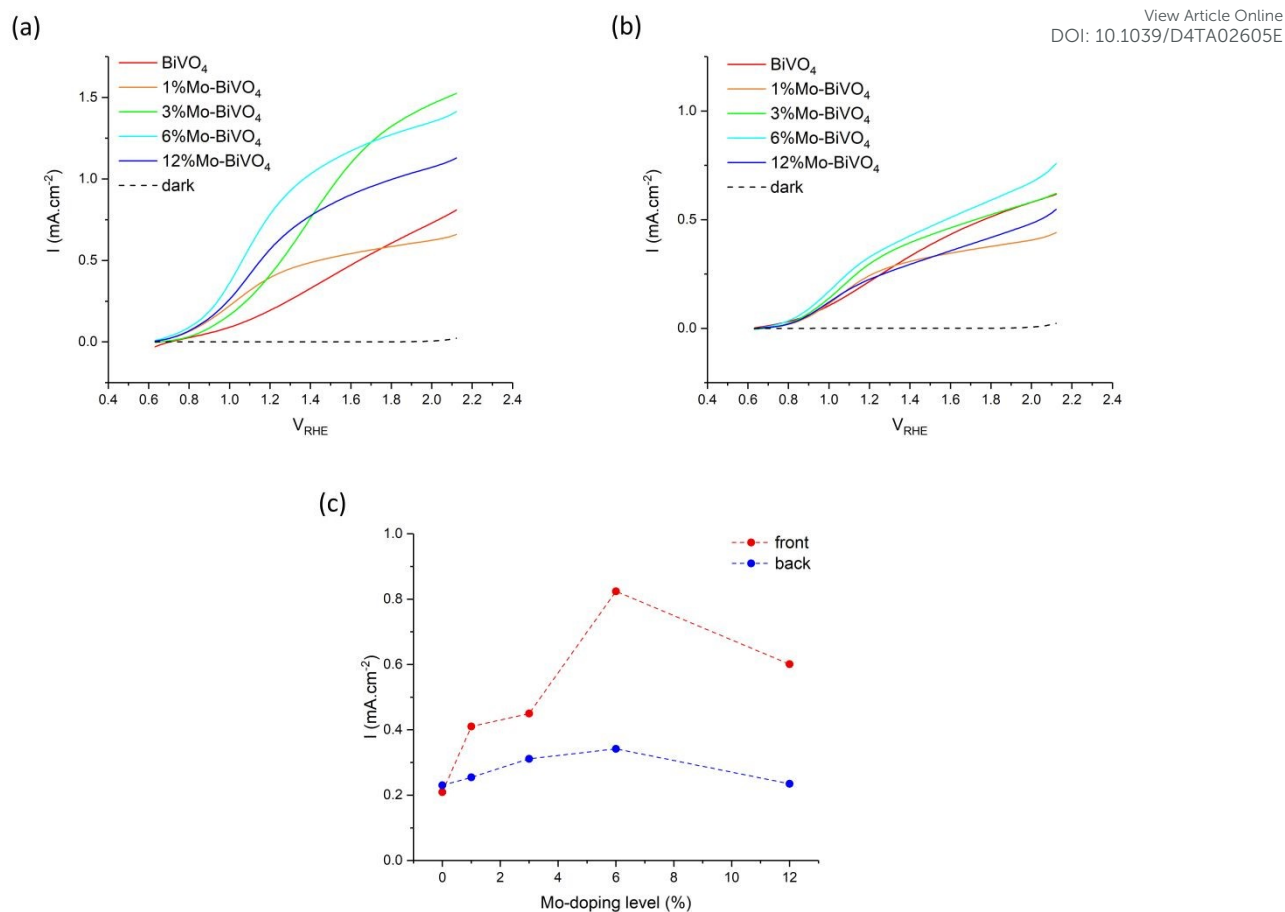 View Article Online
DOI: 10.1039/D4TA02605E
(a)
BiVO₄
1%Mo-BiVO₄
3%Mo-BiVO₄
6%Mo-BiVO₄
12%Mo-BiVO₄
dark
I (mA.cm⁻²)
1.5
1.0
0.5
0.0
0.4 0.6 0.8 1.0 1.2 1.4 1.6 1.8 2.0 2.2 2.4
V_RHE
(b)
BiVO₄
1%Mo-BiVO₄
3%Mo-BiVO₄
6%Mo-BiVO₄
12%Mo-BiVO₄
dark
I (mA.cm⁻²)
1.0
0.5
0.0
0.4 0.6 0.8 1.0 1.2 1.4 1.6 1.8 2.0 2.2 2.4
V_RHE
(c)
front
back
I (mA.cm⁻²)
1.0
0.8
0.6
0.4
0.2
0.0
0 2 4 6 8 10 12
Mo-doping level (%)